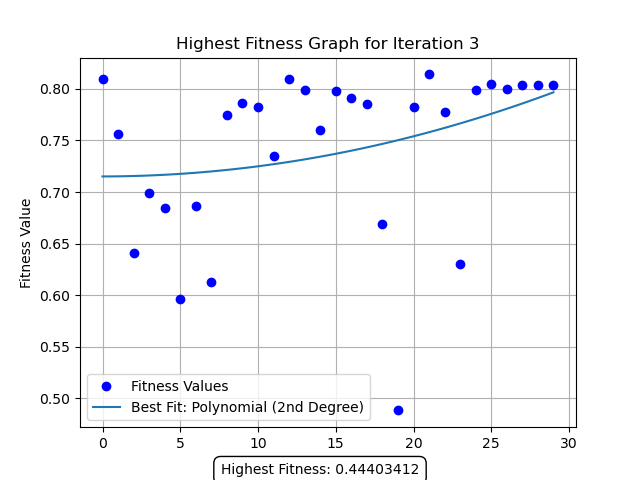 Highest Fitness Graph for Iteration 3
Fitness Value
0.80
0.75
0.70
0.65
0.60
0.55
0.50
Fitness Values
Best Fit: Polynomial (2nd Degree)
0 5 10 15 20 25 30
Highest Fitness: 0.44403412